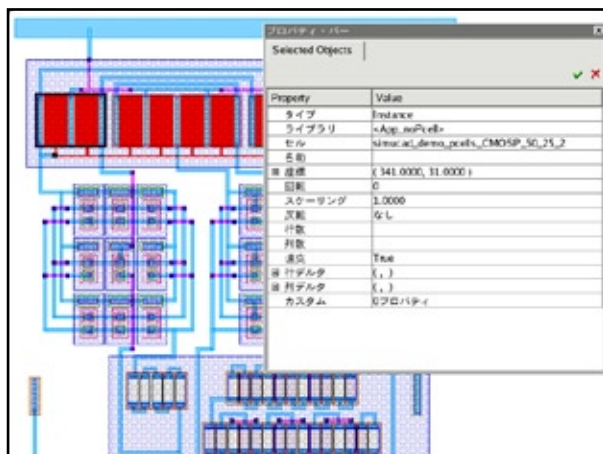 プロパティ・バー
Selected Objects
Property Value
タイプ Instance
ライブラリ <App_noPcell>
セル simucad_demo_pcells_CMOSP_50_25_2
名前
座標 ( 341.0000, 31.0000 )
回転 0
スケーリング 1.0000
反転 なし
行数
列数
True
行デルタ ( , )
列デルタ ( , )
カスタム 0プロパティ